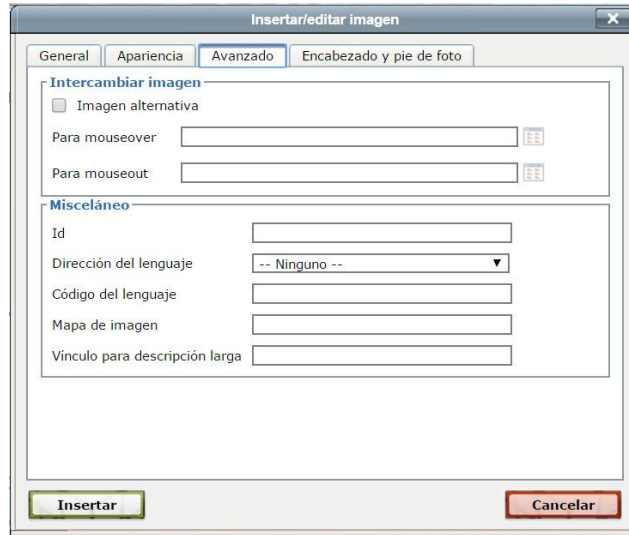 Insertar/editar imagen
General Apariencia Avanzado Encabezado y pie de foto
Intercambiar imagen
Imagen alternativa
Para mouseover
Para mouseout
Misceláneo
Id
Dirección del lenguaje -- Ninguno --
Código del lenguaje
Mapa de imagen
Vínculo para descripción larga
Insertar Cancelar